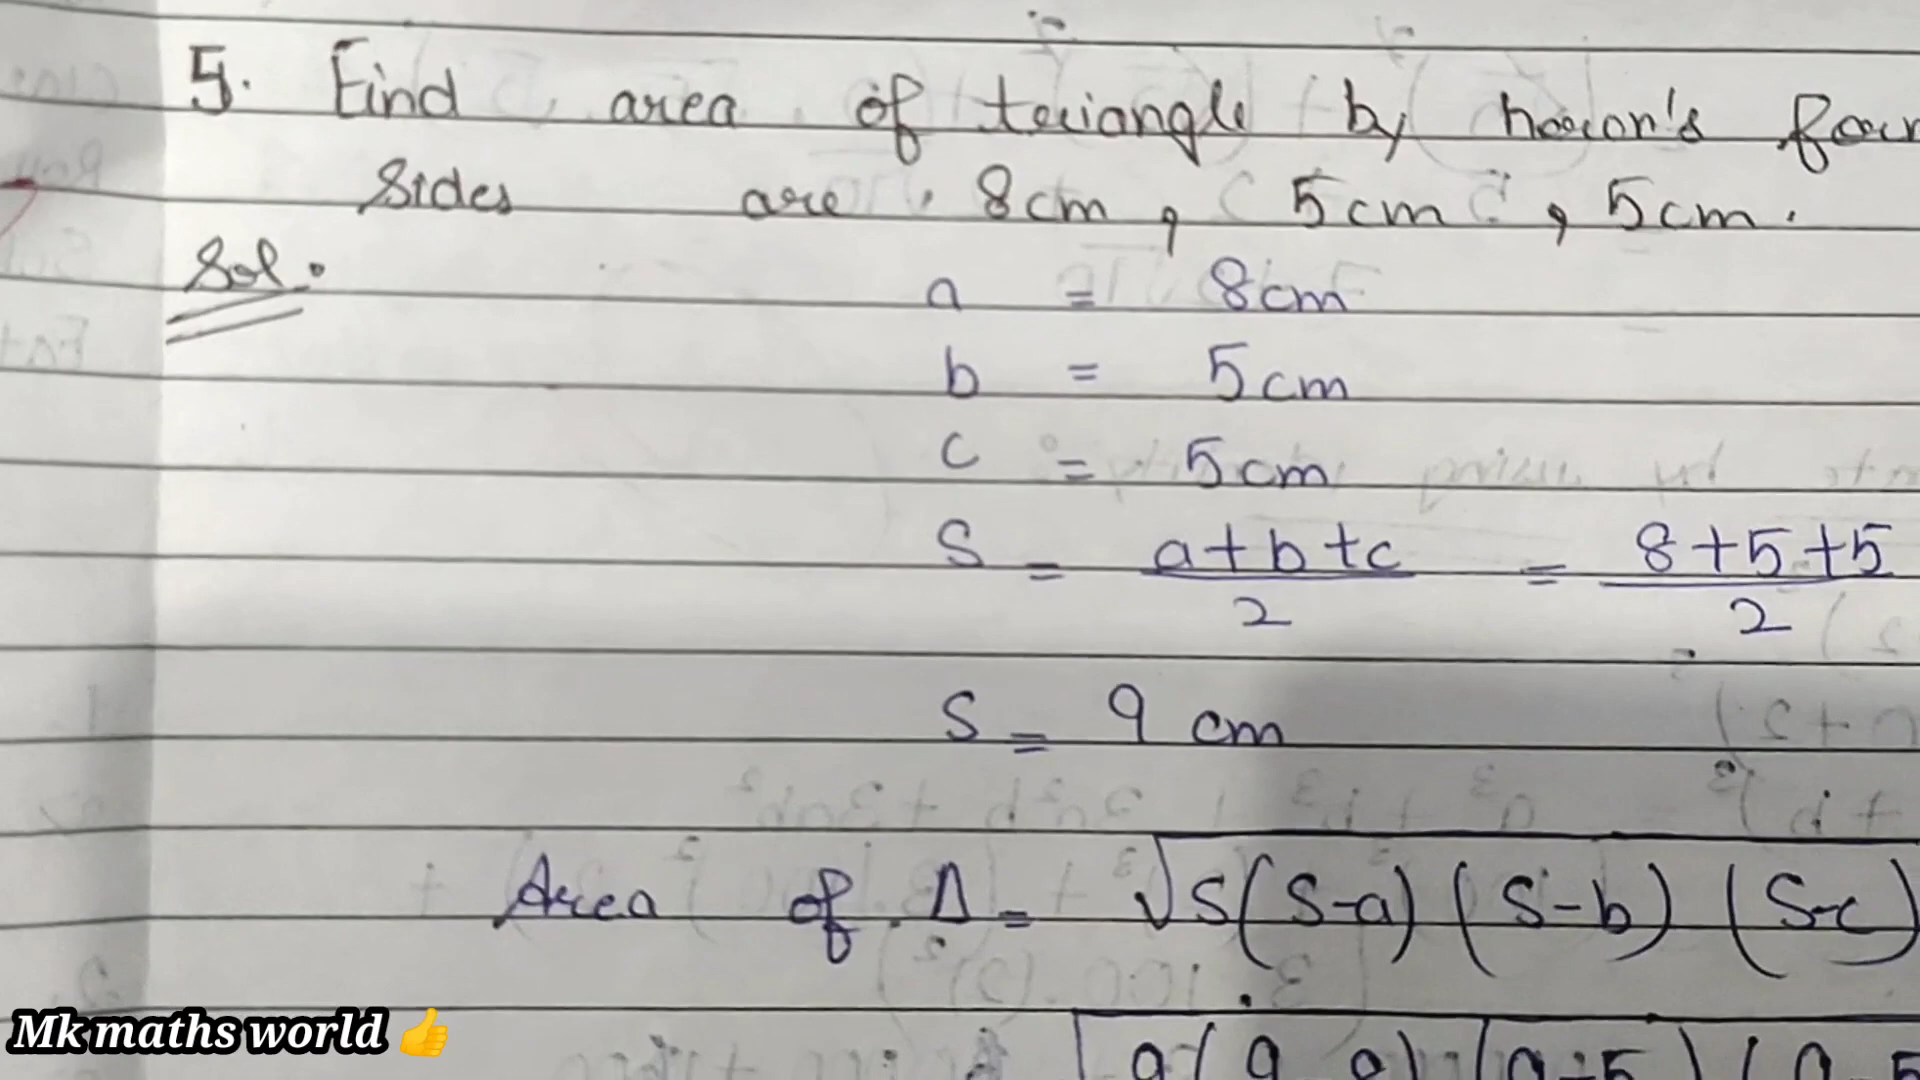 5. Find area of triangle by heron's
sides are 8cm, 5cm, 5cm.
Sol.
a = 8cm
b = 5cm
c = 5cm
S = a+b+c/2 = 8+5+5/2
S = 9 cm
Area of Δ = √S(S-a)(S-b)(S-c)
Mk maths world 👍